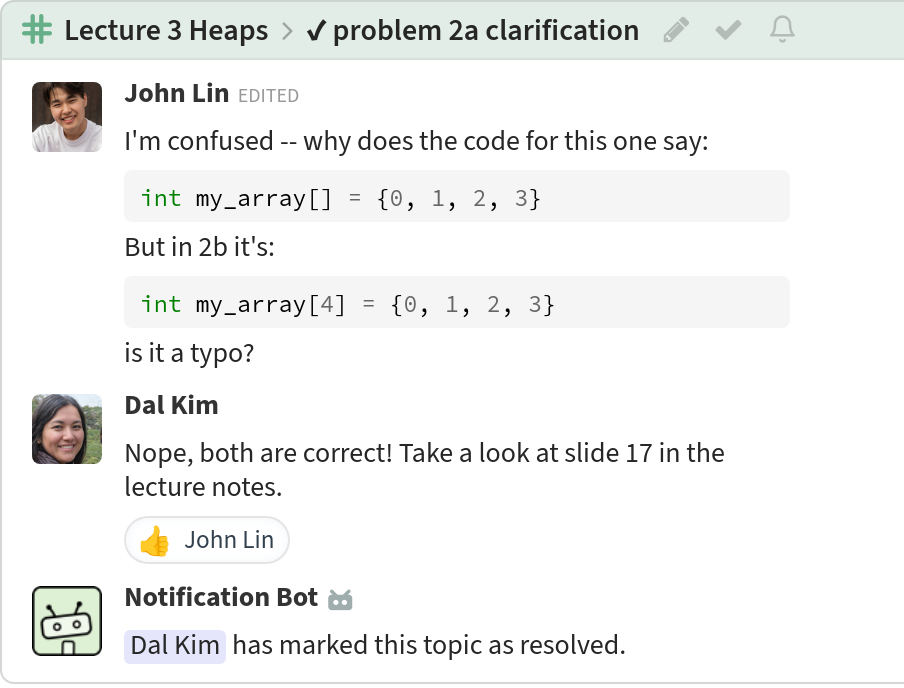 # Lecture 3 Heaps > ✔ problem 2a clarification
John Lin EDITED
I'm confused -- why does the code for this one say:
int my_array[] = {0, 1, 2, 3}
But in 2b it's:
int my_array[4] = {0, 1, 2, 3}
is it a typo?
Dal Kim
Nope, both are correct! Take a look at slide 17 in the
lecture notes.
👍 John Lin
Notification Bot
Dal Kim has marked this topic as resolved.